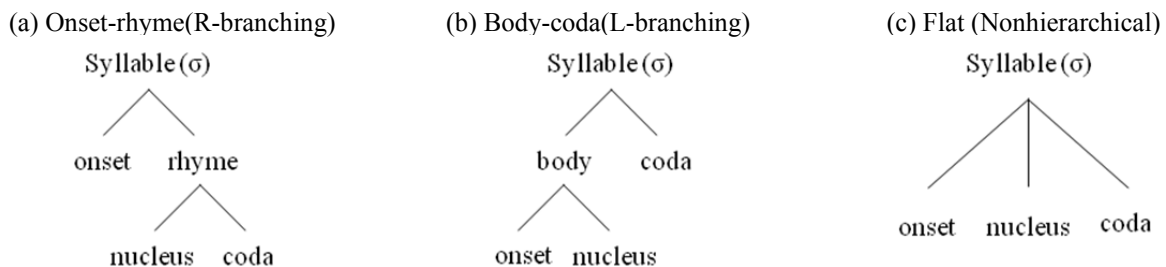 (a) Onset-rhyme(R-branching) (b) Body-coda(L-branching) (c) Flat (Nonhierarchical)
Syllable(σ) Syllable(σ) Syllable(σ)
onset rhyme body coda
onset nucleus coda
nucleus coda onset nucleus